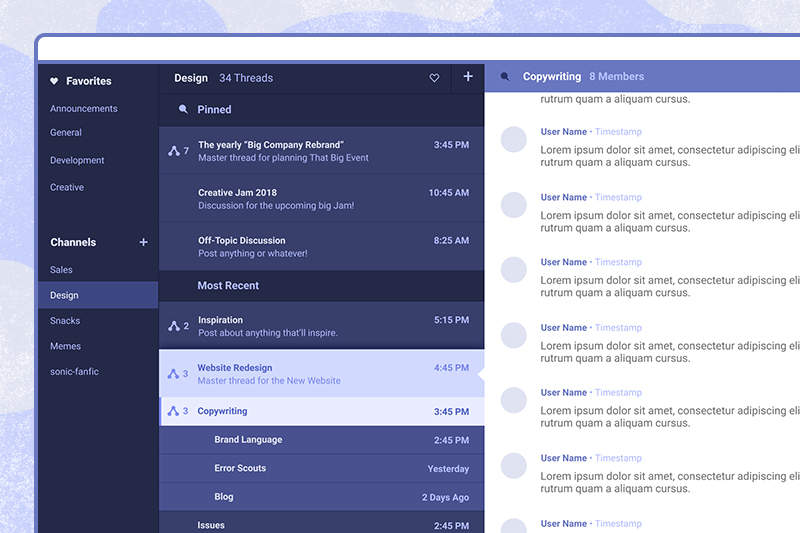 Favorites
Announcements
General
Development
Creative
Channels +
Sales
Design
Snacks
Memes
sonic-fanfic
Design 34 Threads +
Pinned
7 The yearly “Big Company Rebrand” 3:45 PM
Master thread for planning That Big Event
Creative Jam 2018 10:45 AM
Discussion for the upcoming big Jam!
Off-Topic Discussion 8:25 AM
Post anything or whatever!
Most Recent
2 Inspiration 5:15 PM
Post about anything that’ll inspire.
3 Website Redesign 4:45 PM
Master thread for the New Website
3 Copywriting 3:45 PM
Brand Language 2:45 PM
Error Scouts Yesterday
Blog 2 Days Ago
Issues 2:45 PM
Copywriting 8 Members
rutrum quam a aliquam cursus.
User Name • Timestamp
Lorem ipsum dolor sit amet, consectetur adipiscing eli
rutrum quam a aliquam cursus.
User Name • Timestamp
Lorem ipsum dolor sit amet, consectetur adipiscing eli
rutrum quam a aliquam cursus.
User Name • Timestamp
Lorem ipsum dolor sit amet, consectetur adipiscing eli
rutrum quam a aliquam cursus.
User Name • Timestamp
Lorem ipsum dolor sit amet, consectetur adipiscing eli
rutrum quam a aliquam cursus.
User Name • Timestamp
Lorem ipsum dolor sit amet, consectetur adipiscing eli
rutrum quam a aliquam cursus.
User Name • Timestamp
Lorem ipsum dolor sit amet, consectetur adipiscing eli
rutrum quam a aliquam cursus.
User Name • Timestamp